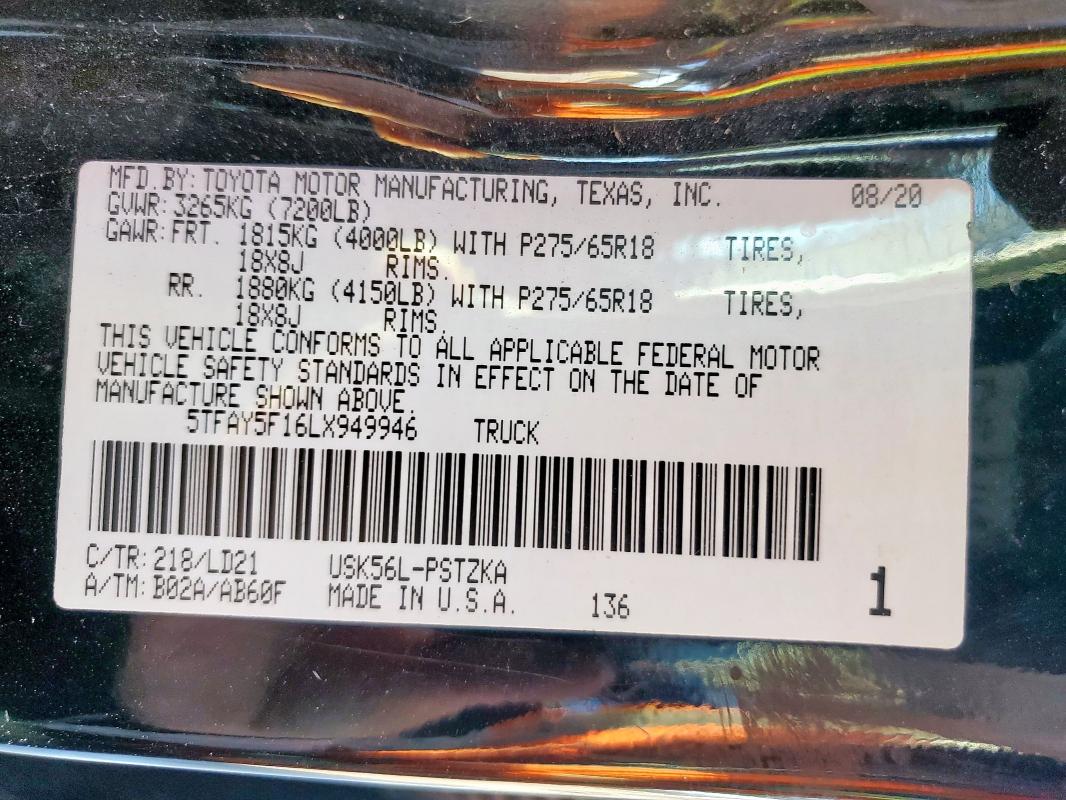 MFD. BY: TOYOTA MOTOR MANUFACTURING, TEXAS, INC. 08/20
GVWR: 3265KG (7200LB)
GAWR: FRT. 1815KG (4000LB) WITH P275/65R18 TIRES,
18X8J RIMS.
RR. 1880KG (4150LB) WITH P275/65R18 TIRES,
18X8J RIMS.
THIS VEHICLE CONFORMS TO ALL APPLICABLE FEDERAL MOTOR
VEHICLE SAFETY STANDARDS IN EFFECT ON THE DATE OF
MANUFACTURE SHOWN ABOVE.
5TFAY5F16LX949946 TRUCK
C/TR: 218/LD21 USK56L-PSTZKA
A/TM: B02A/AB60F MADE IN U.S.A. 136 1